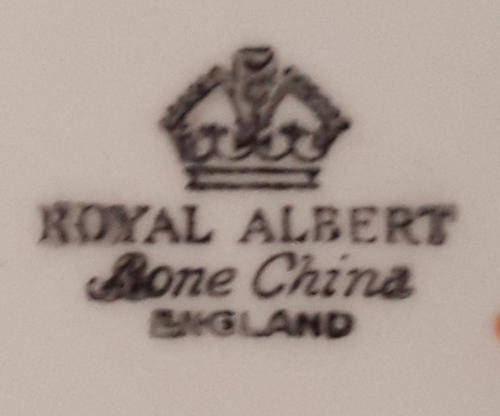 ROYAL ALBERT
Bone China
ENGLAND